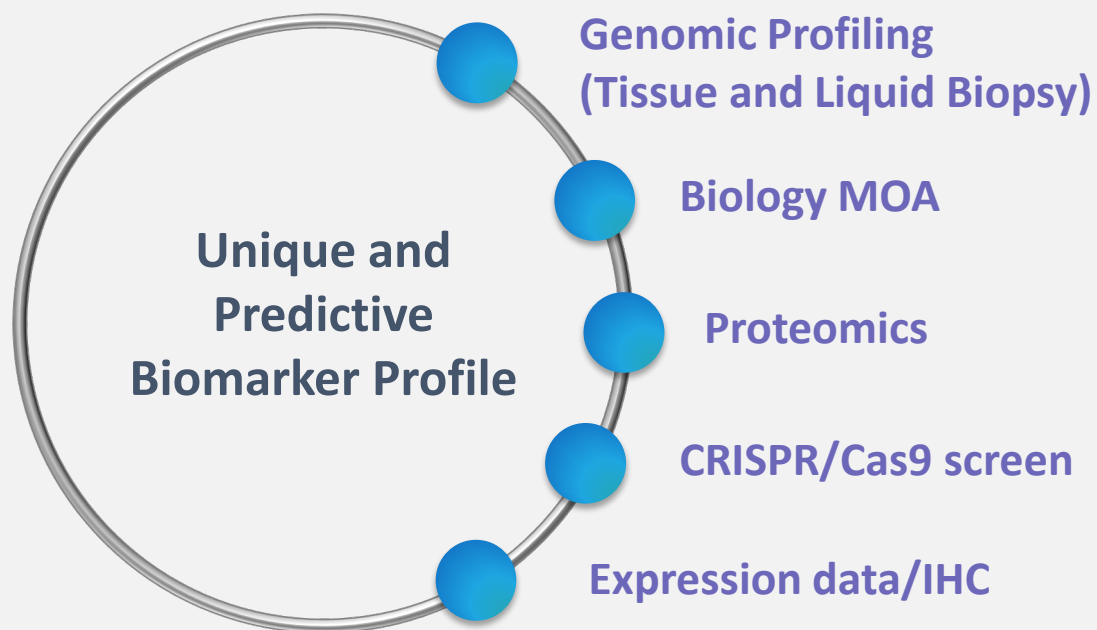 Genomic Profiling
(Tissue and Liquid Biopsy)
Biology MOA
Unique and
Predictive
Biomarker Profile
Proteomics
CRISPR/Cas9 screen
Expression data/IHC